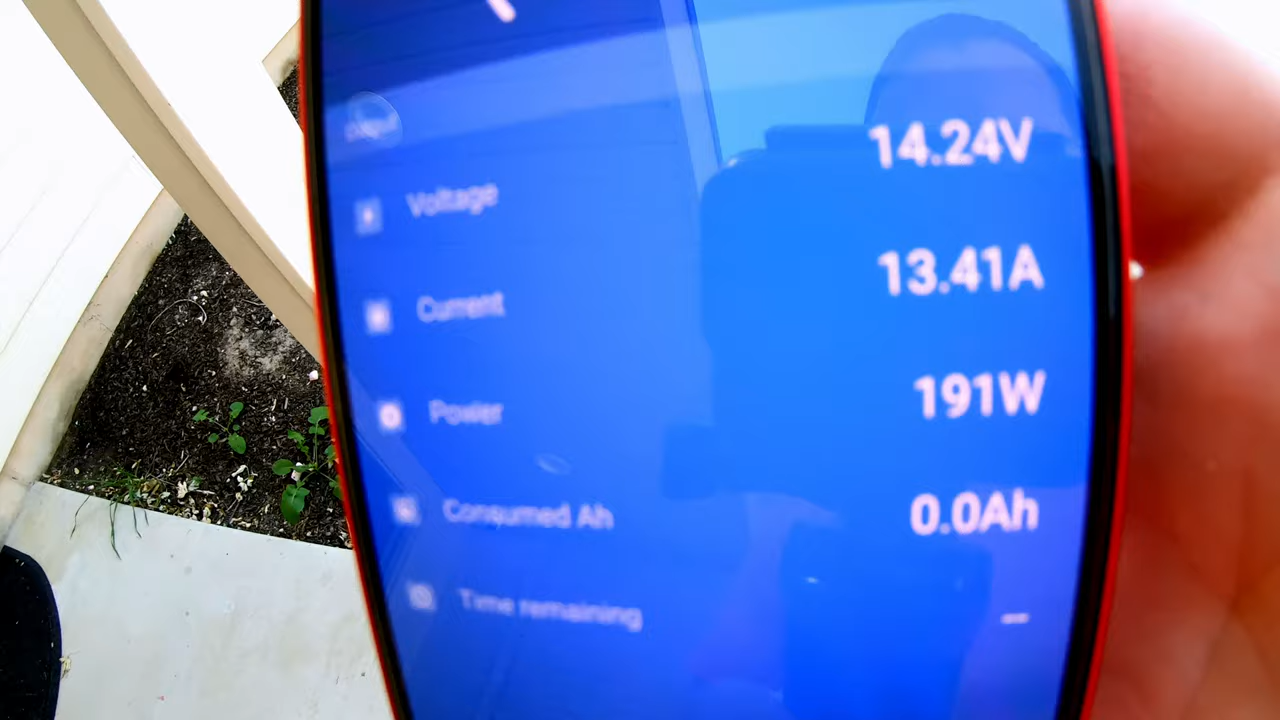 Voltage 14.24V
Current 13.41A
Power 191W
Consumed Ah 0.0Ah
Time remaining --